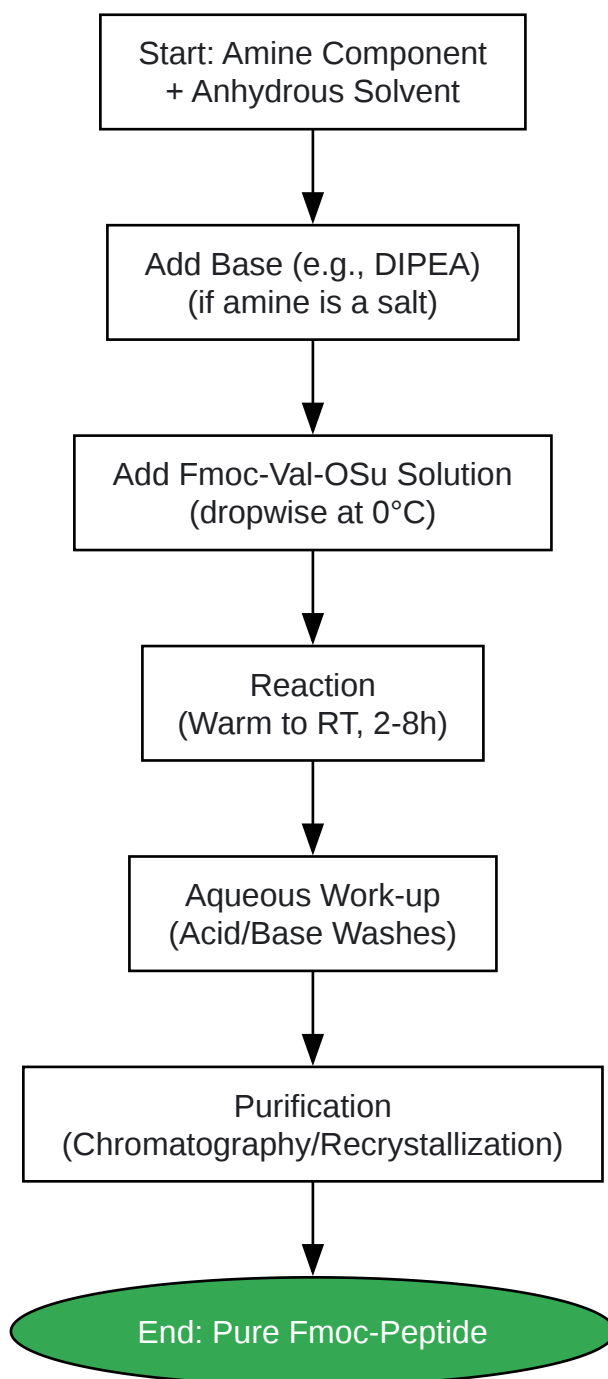 Start: Amine Component
+ Anhydrous Solvent
Add Base (e.g., DIPEA)
(if amine is a salt)
Add Fmoc-Val-OSu Solution
(dropwise at 0°C)
Reaction
(Warm to RT, 2-8h)
Aqueous Work-up
(Acid/Base Washes)
Purification
(Chromatography/Recrystallization)
End: Pure Fmoc-Peptide